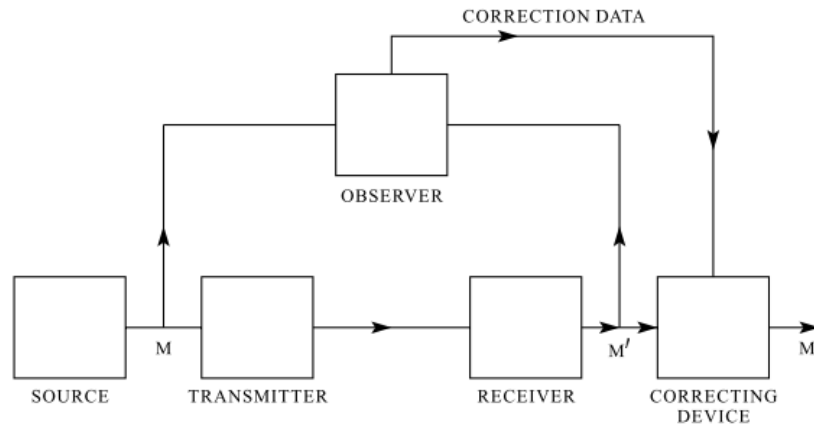 CORRECTION DATA
OBSERVER
M
M′
M
SOURCE
TRANSMITTER
RECEIVER
CORRECTING
DEVICE